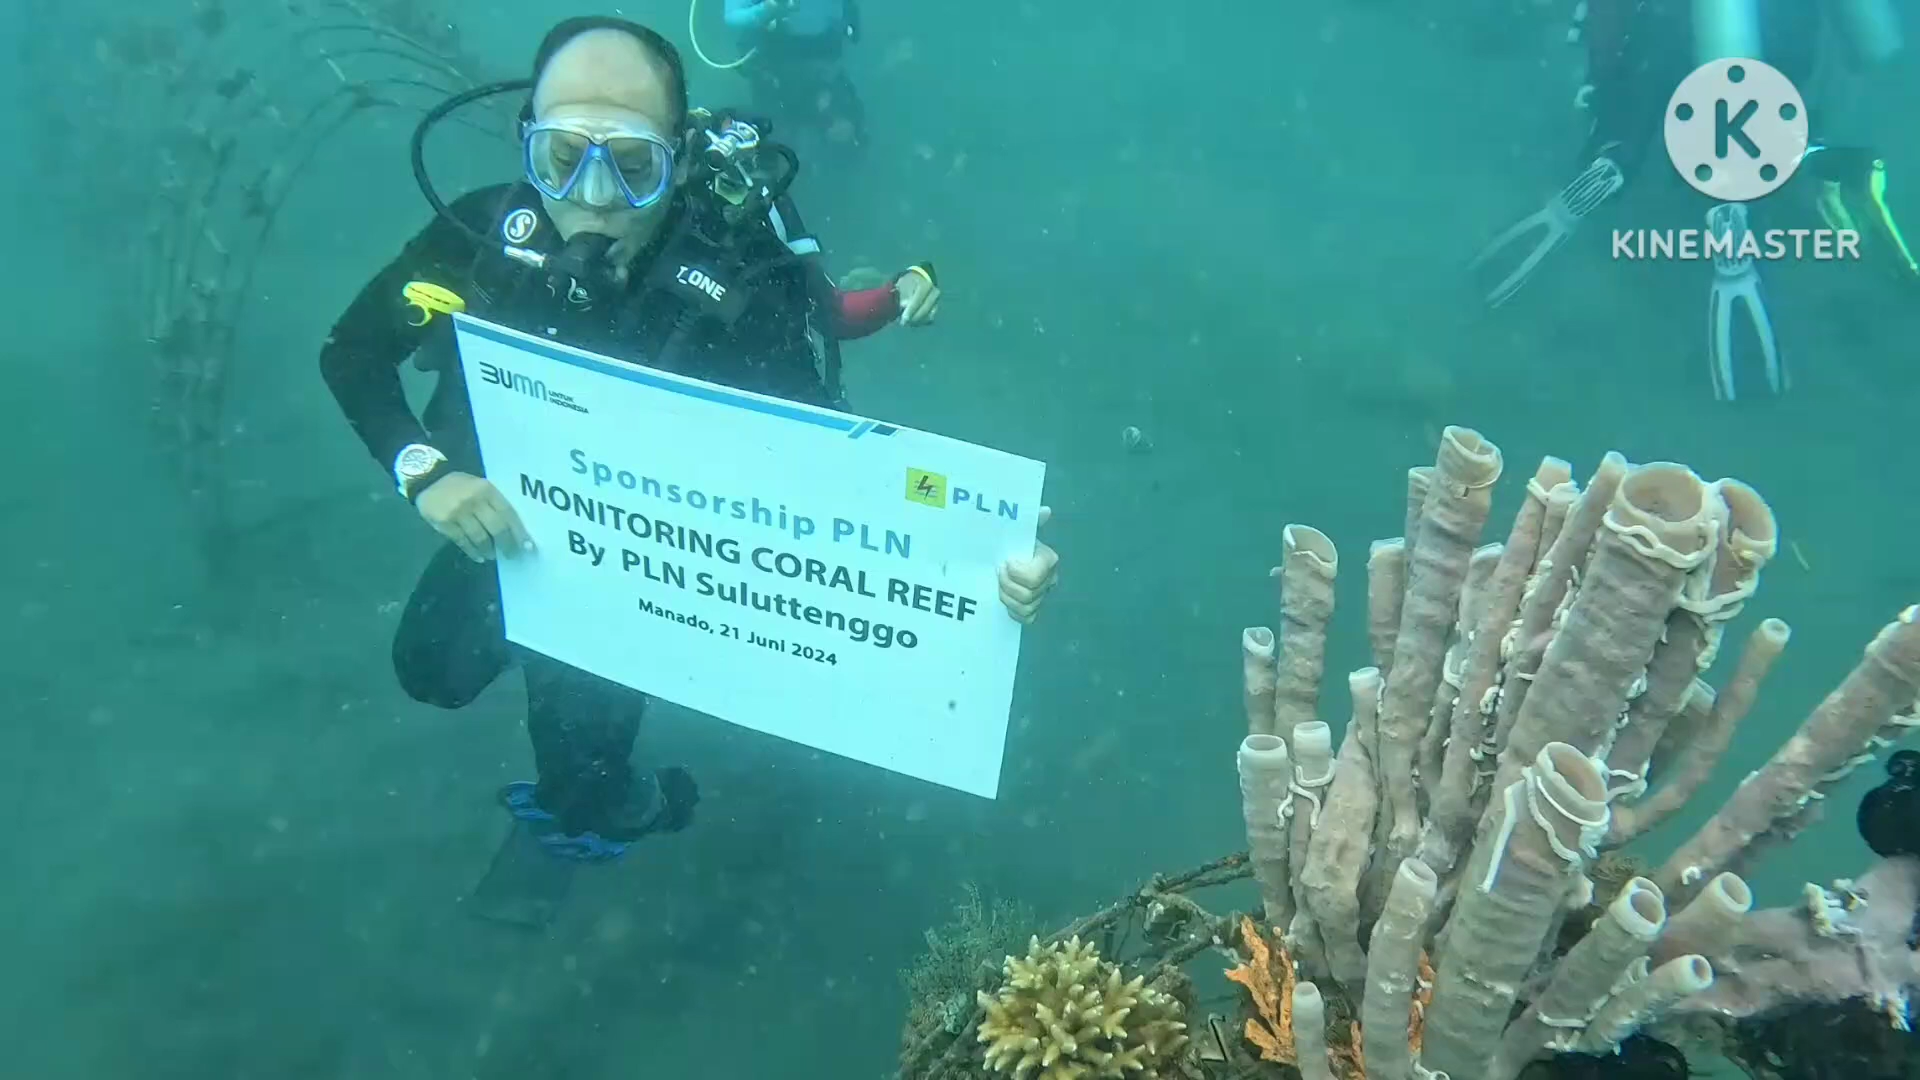 K
KINEMASTER
S
ZONE
BUMN
UNTUK
INDONESIA
PLN
Sponsorship PLN
MONITORING CORAL REEF
By PLN Suluttenggo
Manado, 21 Juni 2024